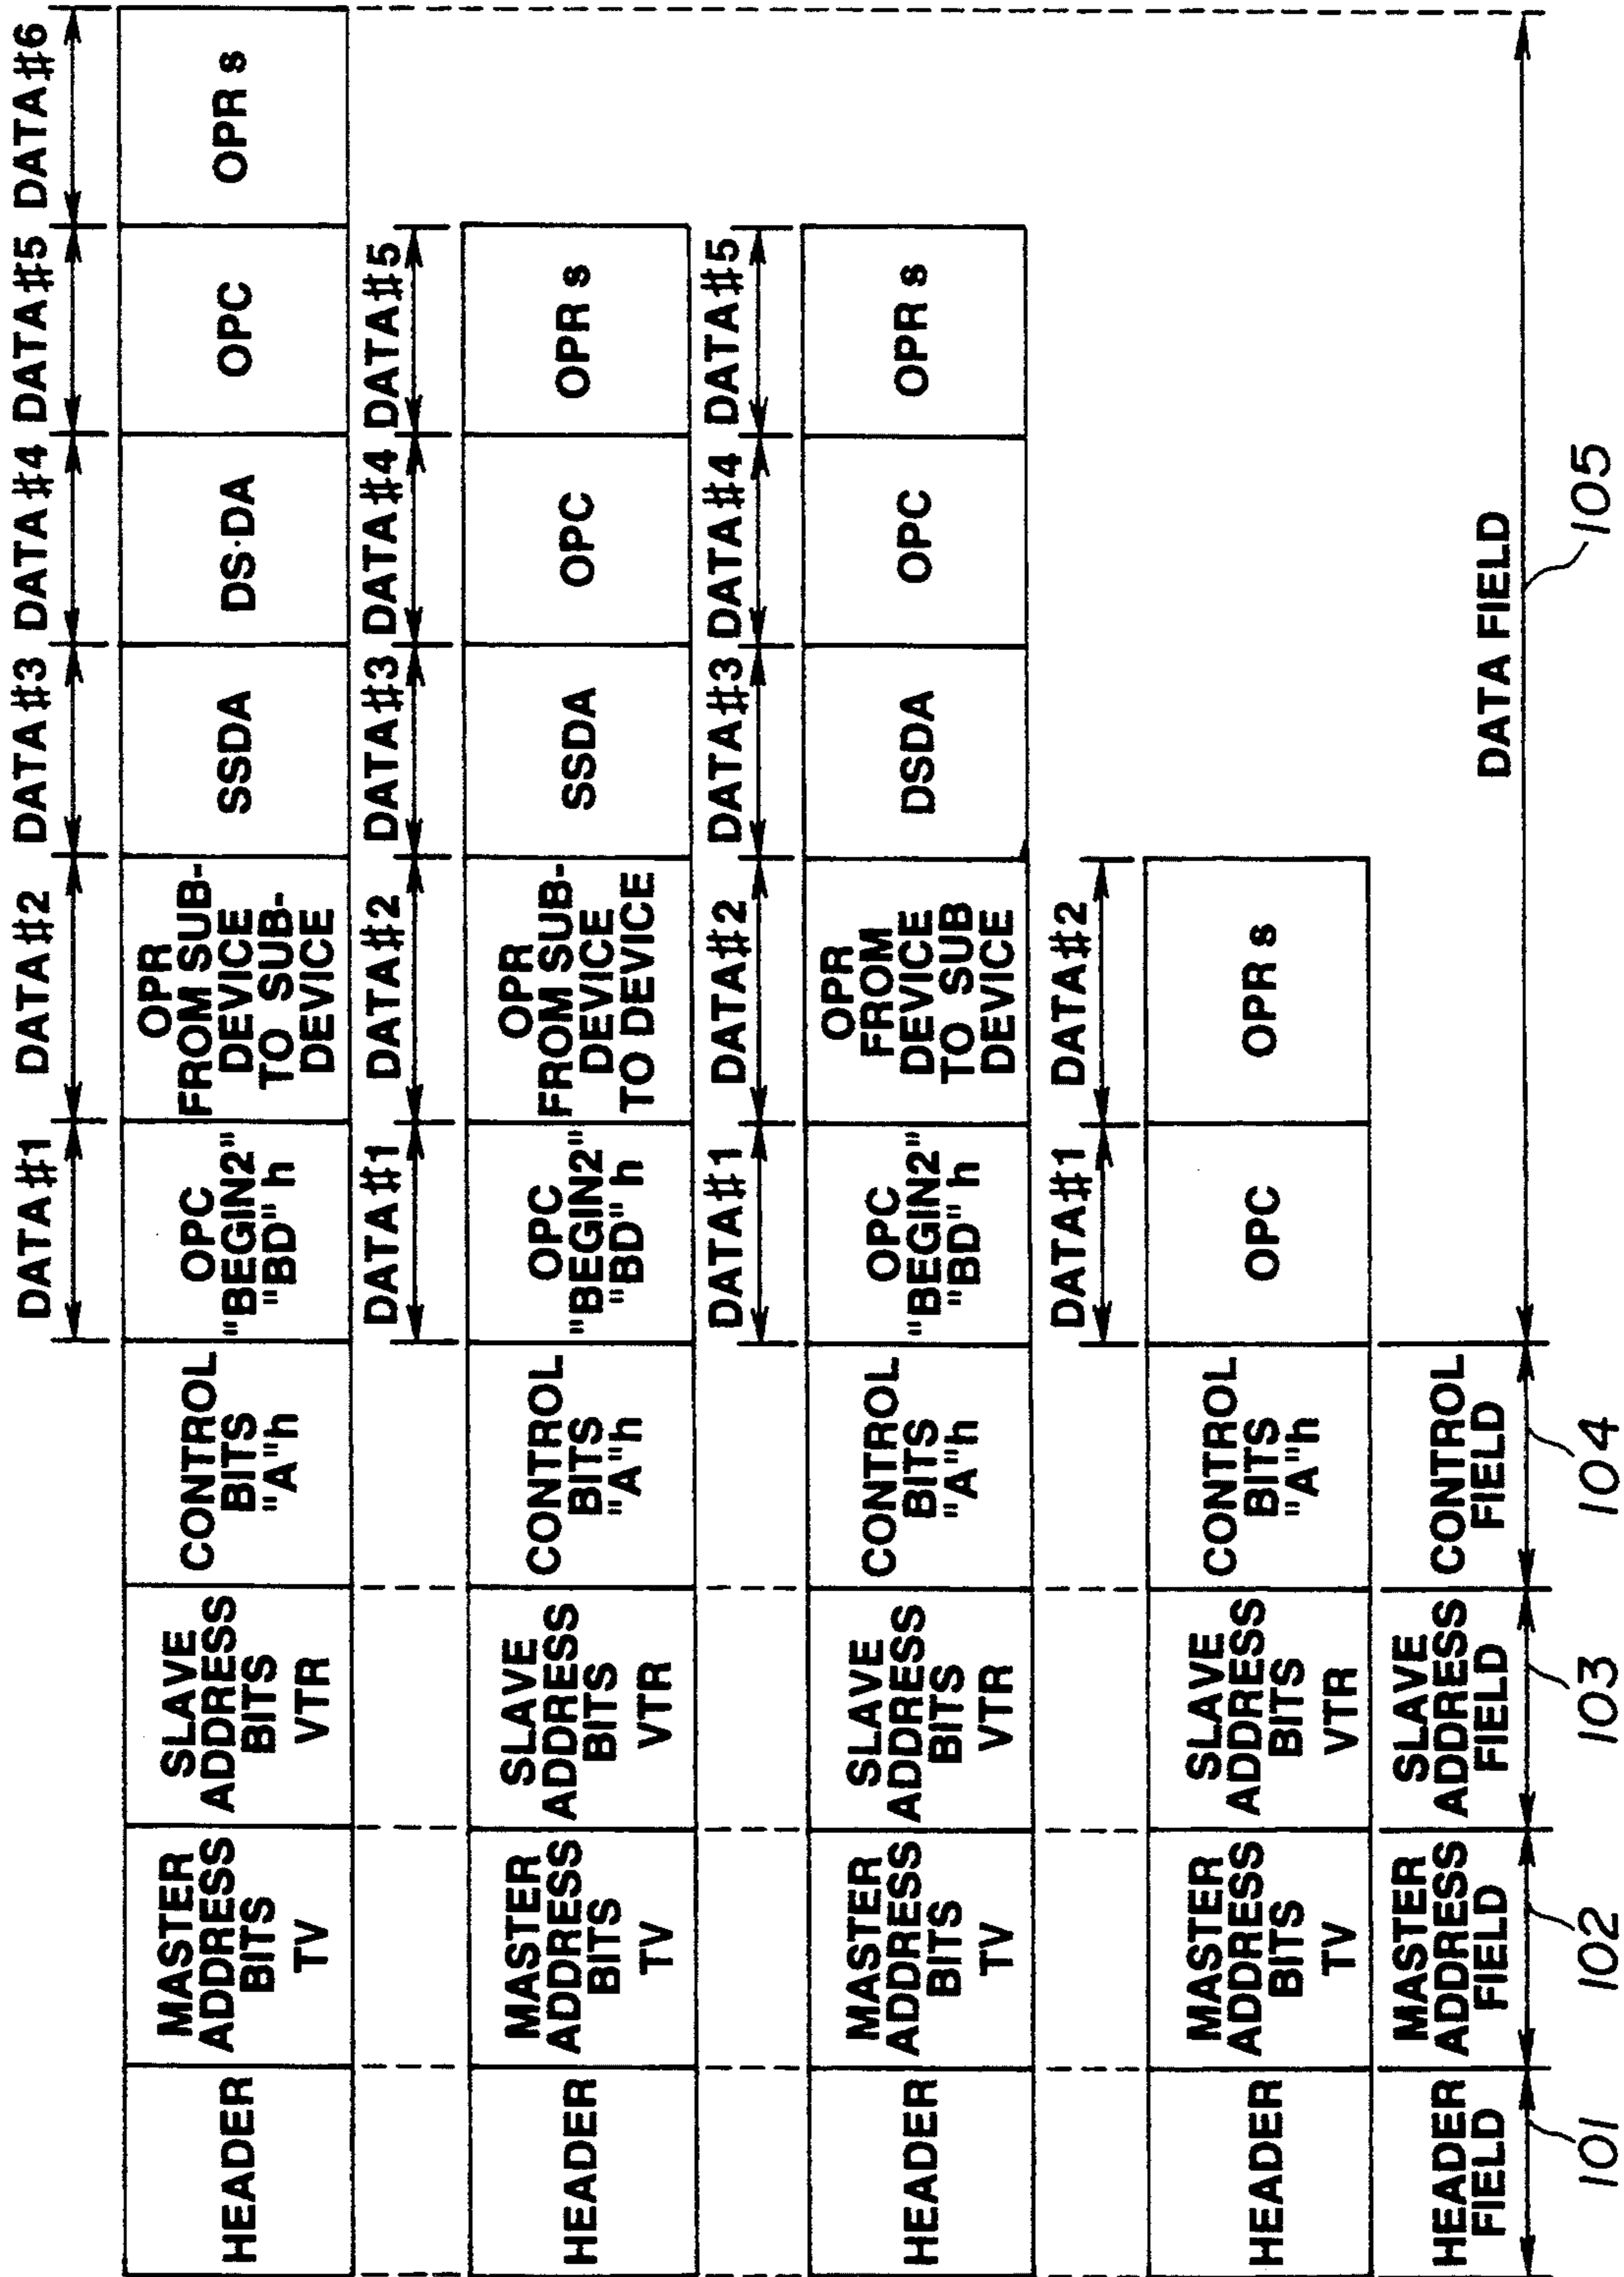 DATA#1 DATA#2 DATA#3 DATA#4 DATA#5 DATA#6
HEADER
MASTER
ADDRESS
BITS
TV
SLAVE
ADDRESS
BITS
VTR
CONTROL
BITS
"A"h
OPC
"BEGIN2"
"BD"h
OPR
FROM SUB-
DEVICE
TO SUB-
DEVICE
SSDA
DS·DA
OPC
OPR s
DATA#1 DATA#2 DATA#3 DATA#4 DATA#5
HEADER
MASTER
ADDRESS
BITS
TV
SLAVE
ADDRESS
BITS
VTR
CONTROL
BITS
"A"h
OPC
"BEGIN2"
"BD"h
OPR
FROM SUB-
DEVICE
TO DEVICE
SSDA
OPC
OPR s
DATA#1 DATA#2 DATA#3 DATA#4 DATA#5
HEADER
MASTER
ADDRESS
BITS
TV
SLAVE
ADDRESS
BITS
VTR
CONTROL
BITS
"A"h
OPC
"BEGIN2"
"BD"h
OPR
FROM
DEVICE
TO SUB
DEVICE
DSDA
OPC
OPR s
DATA#1 DATA#2
HEADER
MASTER
ADDRESS
BITS
TV
SLAVE
ADDRESS
BITS
VTR
CONTROL
BITS
"A"h
OPC
OPR s
HEADER
FIELD
MASTER
ADDRESS
FIELD
SLAVE
ADDRESS
FIELD
CONTROL
FIELD
DATA FIELD
101 102 103 104 105